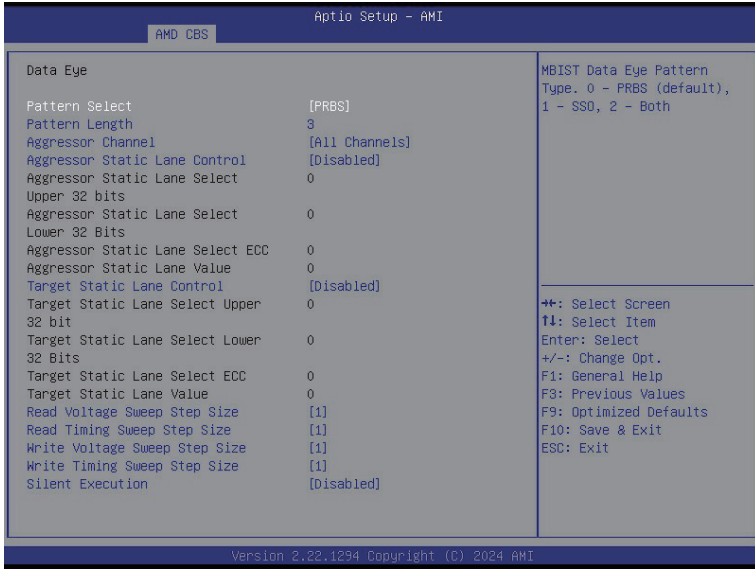 Aptio Setup – AMI
AMD CBS
Data Eye
Pattern Select [PRBS]
Pattern Length 3
Aggressor Channel [All Channels]
Aggressor Static Lane Control [Disabled]
Aggressor Static Lane Select 0
Upper 32 bits
Aggressor Static Lane Select 0
Lower 32 Bits
Aggressor Static Lane Select ECC 0
Aggressor Static Lane Value 0
Target Static Lane Control [Disabled]
Target Static Lane Select Upper 0
32 bit
Target Static Lane Select Lower 0
32 Bits
Target Static Lane Select ECC 0
Target Static Lane Value 0
Read Voltage Sweep Step Size [1]
Read Timing Sweep Step Size [1]
Write Voltage Sweep Step Size [1]
Write Timing Sweep Step Size [1]
Silent Execution [Disabled]
MBIST Data Eye Pattern
Type. 0 – PRBS (default),
1 – SSO, 2 – Both
→←: Select Screen
↑↓: Select Item
Enter: Select
+/-: Change Opt.
F1: General Help
F3: Previous Values
F9: Optimized Defaults
F10: Save & Exit
ESC: Exit
Version 2.22.1294 Copyright (C) 2024 AMI